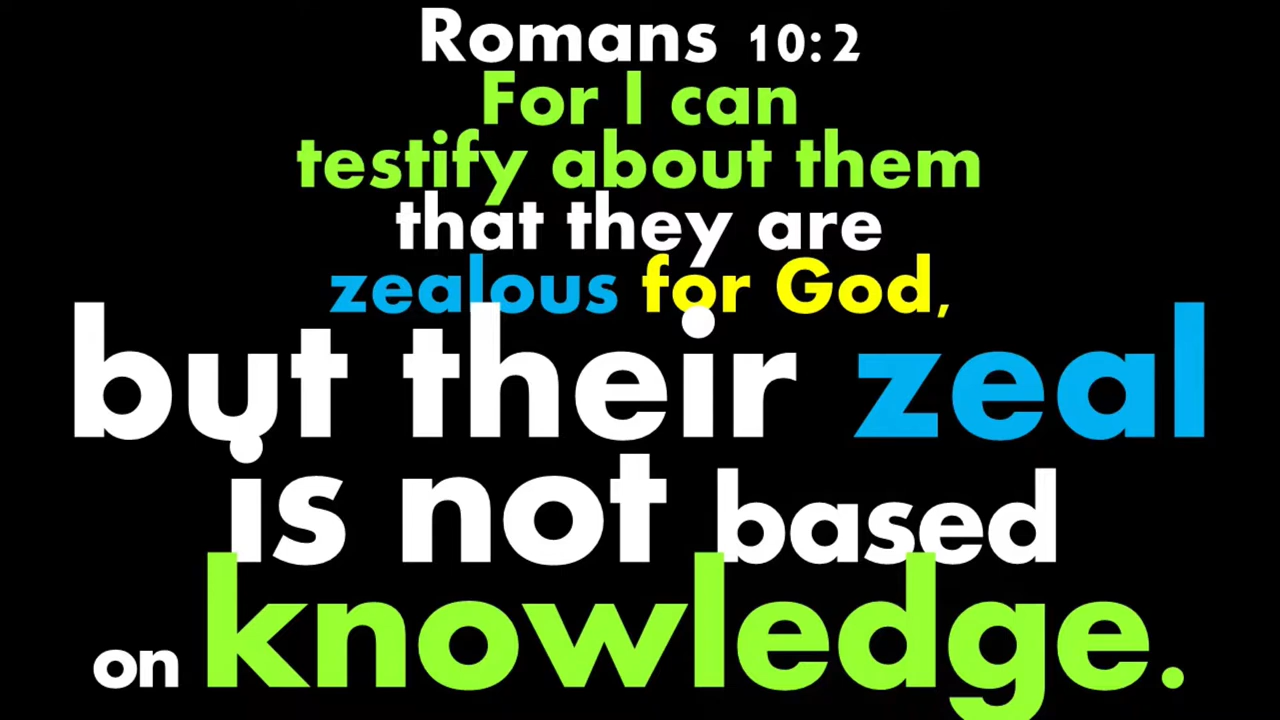 Romans 10:2
For I can
testify about them
that they are
zealous for God,
but their zeal
is not based
on knowledge.